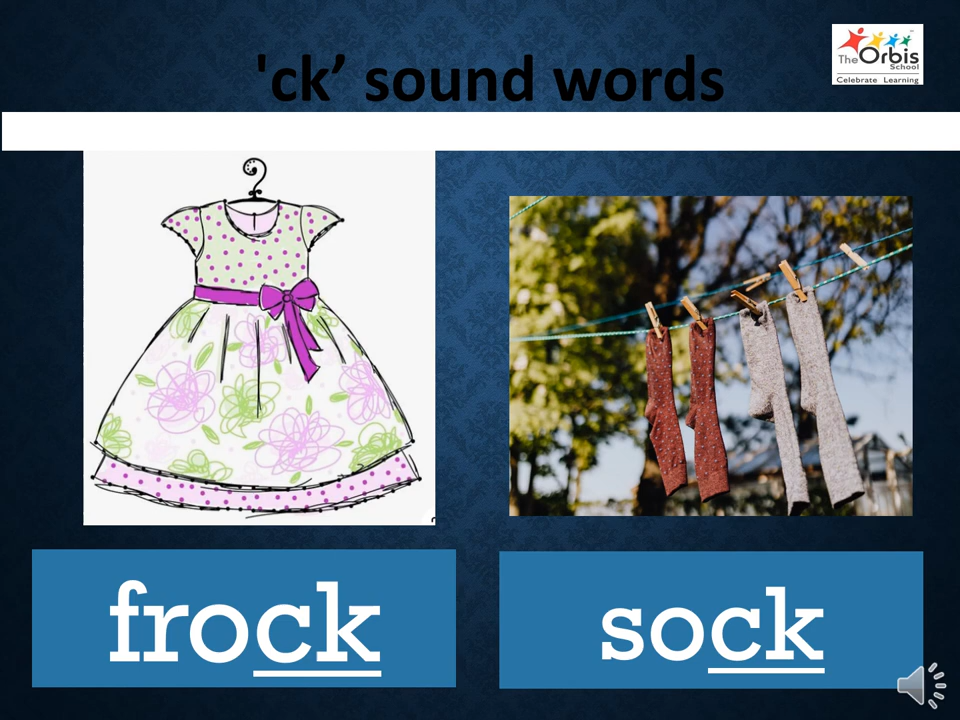 'ck’ sound words
The Orbis
School
Celebrate Learning
frock
sock